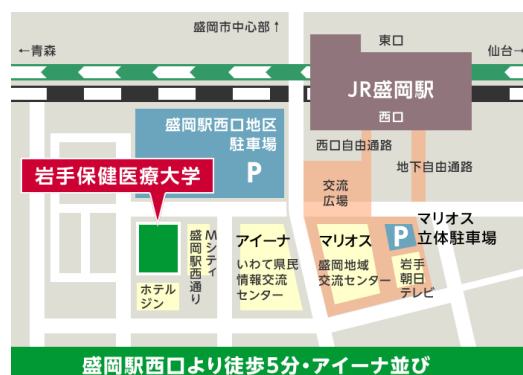 盛岡市中心部↑
←青森
東口
仙台→
JR盛岡駅
西口
盛岡駅西口地区
駐車場
P
西口自由通路
地下自由通路
岩手保健医療大学
交流
広場
マリオス
立体駐車場
P
Mシティ
盛岡駅西通り
アイーナ
いわて県民
情報交流
センター
マリオス
盛岡地域
交流センター
岩手
朝日
テレビ
ホテル
ジン
盛岡駅西口より徒歩5分・アイーナ並び